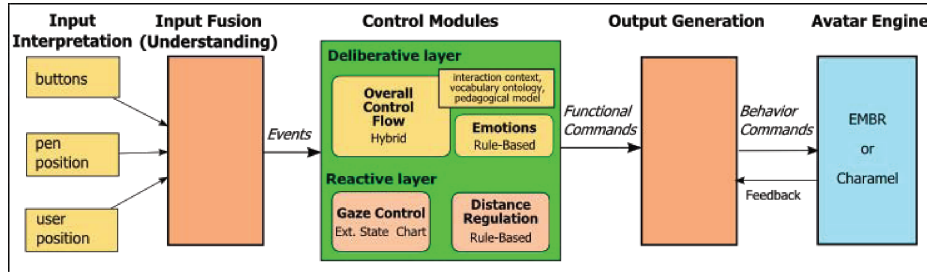 Input
Interpretation
buttons
pen
position
user
position
Input Fusion
(Understanding)
Events
Control Modules
Deliberative layer
interaction context,
vocabulary ontology,
pedagogical model
Overall
Control
Flow
Hybrid
Emotions
Rule-Based
Reactive layer
Gaze Control
Ext. State Chart
Distance
Regulation
Rule-Based
Functional
Commands
Output Generation
Behavior
Commands
Feedback
Avatar Engine
EMBR
or
Charamel